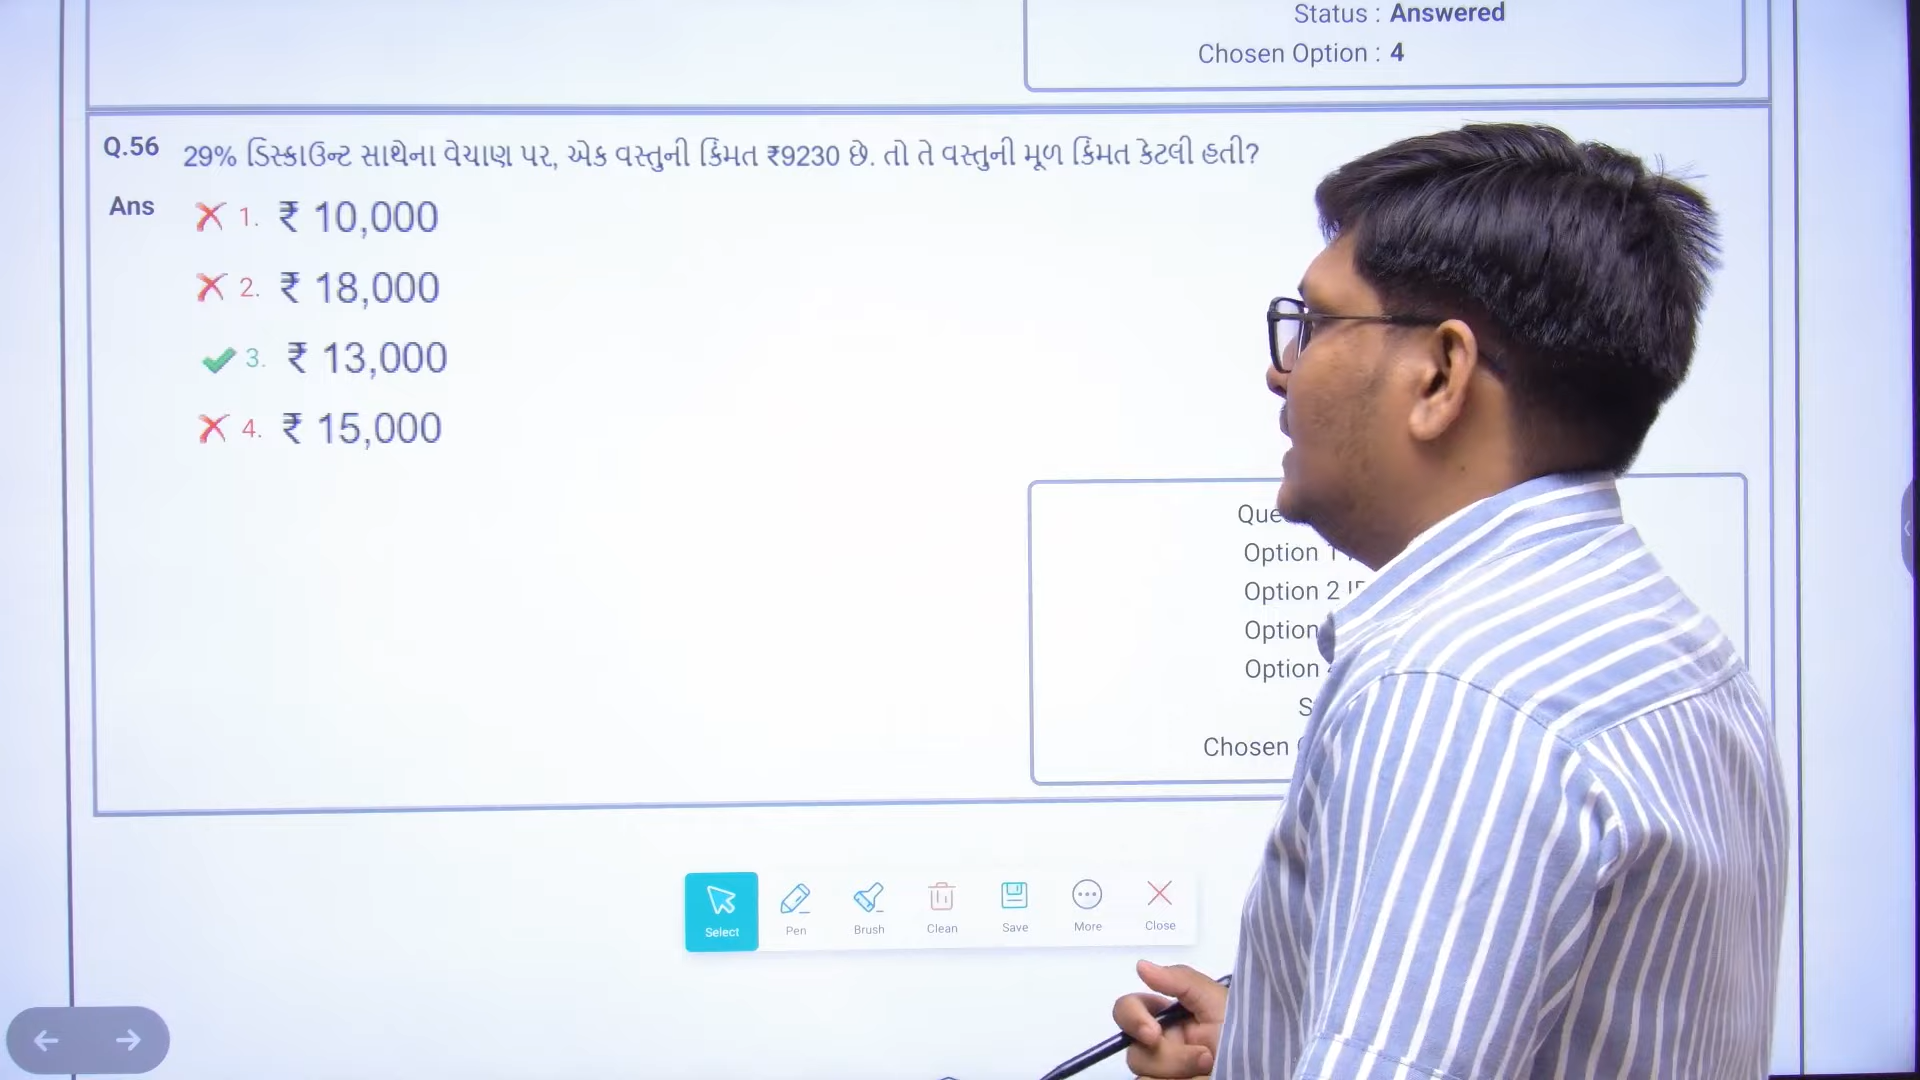 Status : Answered
Chosen Option : 4
Q.56 29% ડિસ્કાઉન્ટ સાથેના વેચાણ પર, એક વસ્તુની કિંમત ₹9230 છે. તો તે વસ્તુની મૂળ કિંમત કેટલી હતી?
Ans 1. ₹ 10,000
2. ₹ 18,000
3. ₹ 13,000
4. ₹ 15,000
Option 1
Option 2
Option
Option
Chosen
Select Pen Brush Clean Save More Close